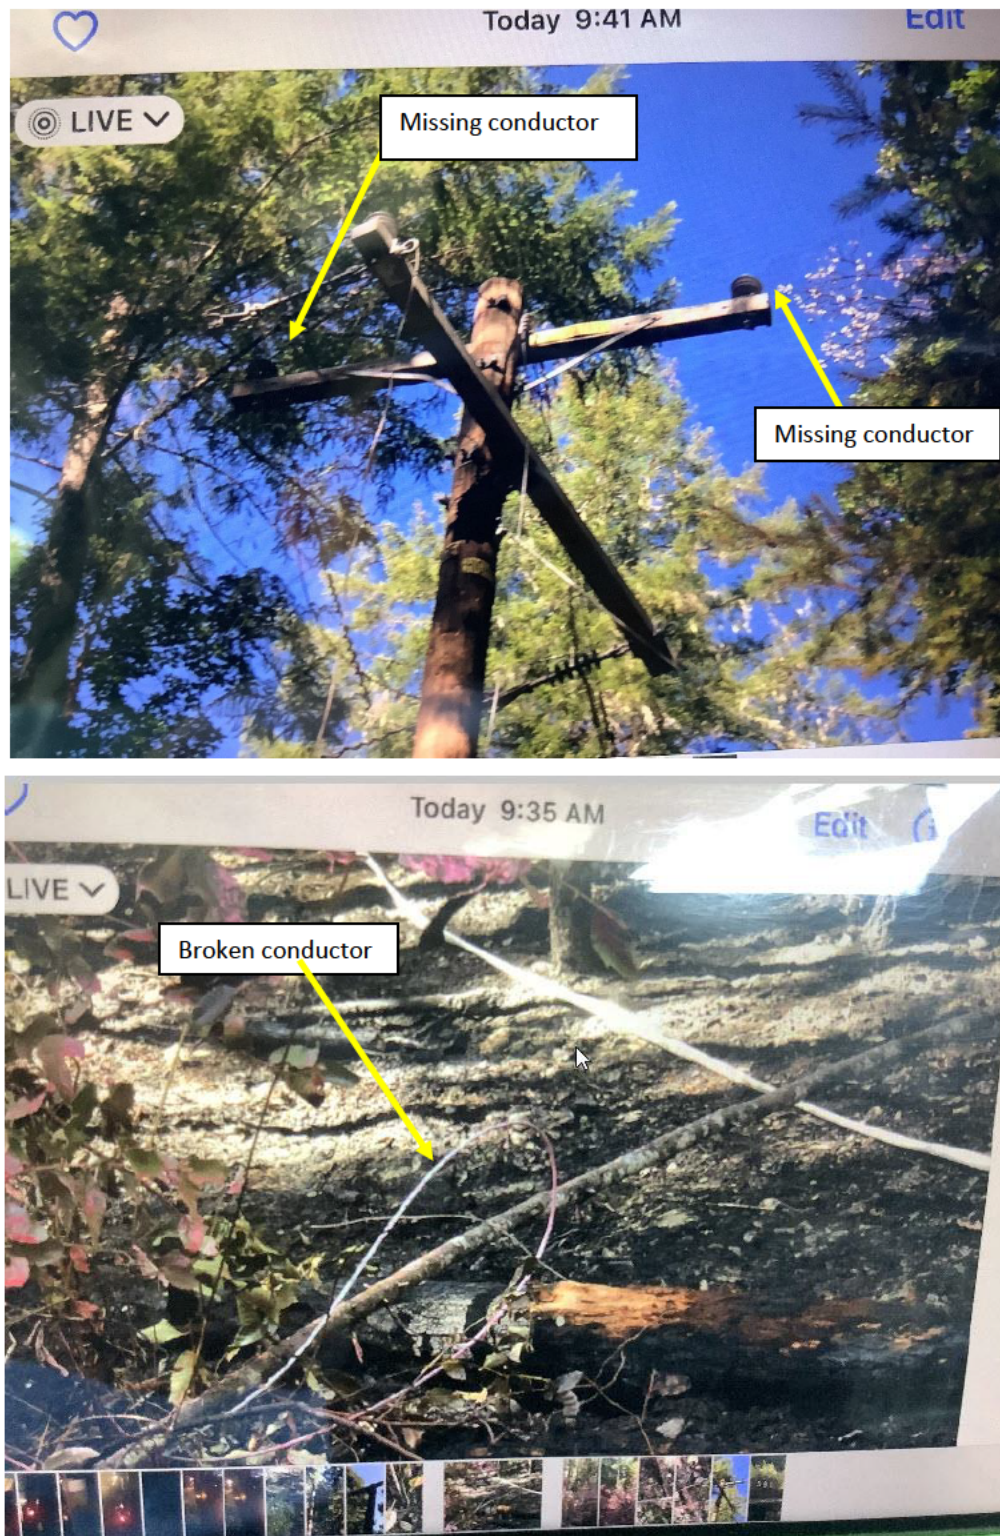 Today 9:41 AM
Edit
LIVE
Missing conductor
Missing conductor
Today 9:35 AM
Edit
LIVE
Broken conductor